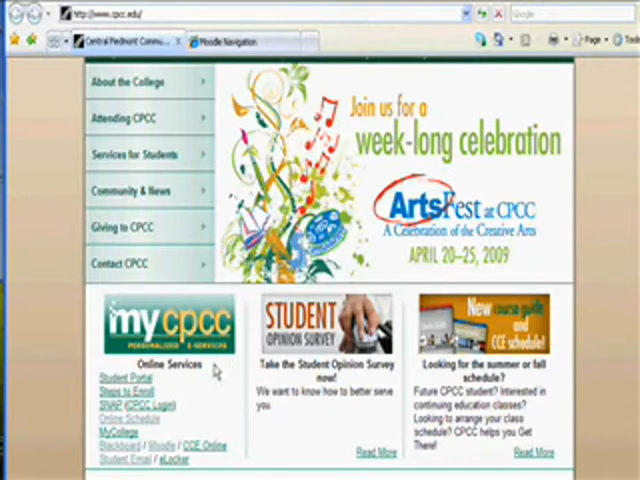 http://www.cpcc.edu/
Google
Central Piedmont Commu...
Moodle Navigation
Page
Tools
About the College
Attending CPCC
Services for Students
Community & News
Giving to CPCC
Contact CPCC
Join us for a
week-long celebration
ArtsFest at CPCC
A Celebration of the Creative Arts
APRIL 20-25, 2009
my cpcc
PERSONALIZED E-SERVICES
Online Services
Student Portal
Steps to Enroll
SNAP (CPCC Login)
Online Schedule
MyCollege
Blackboard / Moodle / CCE Online
Student Email / eLocker
STUDENT
OPINION SURVEY
Take the Student Opinion Survey
now!
We want to know how to better serve
you.
Read More
New course guide
and
CCE schedule!
Looking for the summer or fall
schedule?
Future CPCC student? Interested in
continuing education classes?
Looking to arrange your class
schedule? CPCC helps you Get
There!
Read More